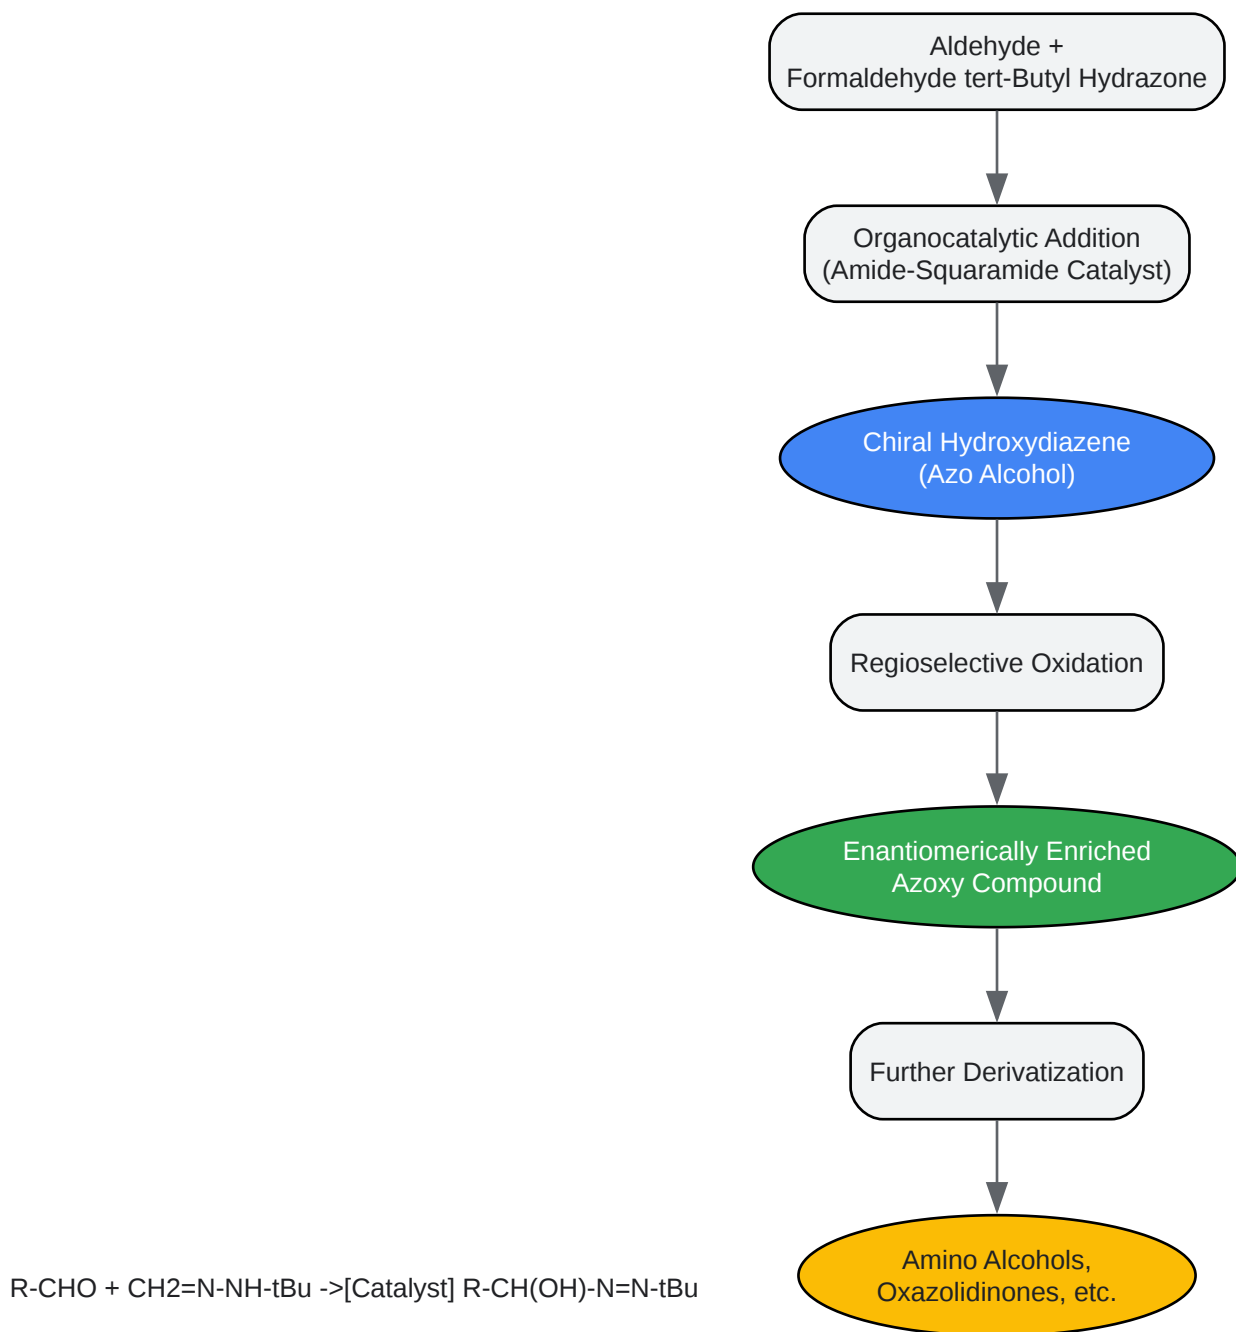 Aldehyde +
Formaldehyde tert-Butyl Hydrazone
Organocatalytic Addition
(Amide-Squaramide Catalyst)
Chiral Hydroxydiazene
(Azo Alcohol)
Regioselective Oxidation
Enantiomerically Enriched
Azoxy Compound
Further Derivatization
Amino Alcohols,
Oxazolidinones, etc.
R-CHO + CH2=N-NH-tBu ->[Catalyst] R-CH(OH)-N=N-tBu